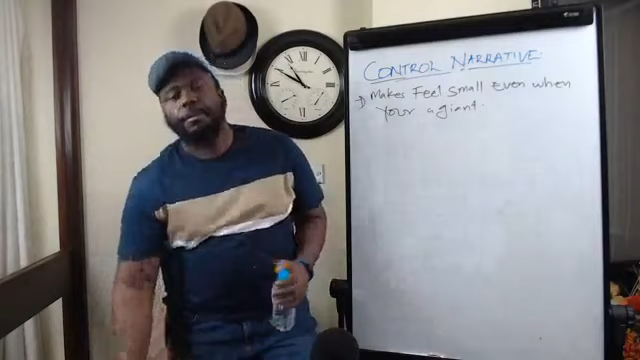 CONTROL NARRATIVE.
1) Makes Feel small even when
your a giant.